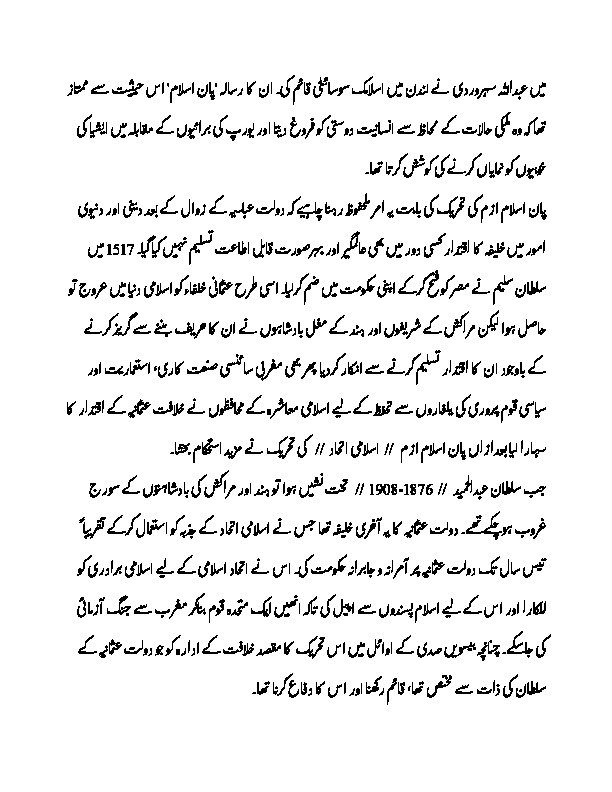 میں عبداللہ سہروردی نے لندن میں اسلامک سوسائٹی قائم کی۔ ان کا رسالہ 'پان اسلام' اس حیثیت سے ممتاز
تھا کہ وہ ملکی حالات کے محاظ سے انسانیت دوستی کو فروغ دیتا اور یورپ کی برائیوں کے مقابلہ میں ایشیا کی
خوبیوں کو نمایاں کرنے کی کوشش کرتا تھا۔
پان اسلام ازم کی تحریک کی بابت یہ امر ملحوظ رہنا چاہیے کہ دولت عباسیہ کے زوال کے بعد دینی اور دنیوی
امور میں خلیفہ کا اقتدار کسی دور میں بھی عالمگیر اور بہرصورت قابل اطاعت تسلیم نہیں کیا گیا۔ 1517 میں
سلطان سلیم نے مصر کو فتح کرکے اپنی حکومت میں ضم کرلیا۔ اسی طرح عثمانی خلفاء کو اسلامی دنیا میں عروج تو
حاصل ہوا لیکن مراکش کے شریفوں اور ہند کے مغل بادشاہوں نے ان کا حریف بننے سے گریز کرنے
کے باوجود ان کا اقتدار تسلیم کرنے سے انکار کردیا پھر بھی مغربی سائنسی صنعت کاری، استعماریت اور
سیاسی قوم پروری کی یلغاروں سے تحفظ کے لیے اسلامی معاشرہ کے محافظوں نے خلافت عثمانیہ کے اقتدار کا
سہارا لیا بعد ازاں پان اسلام ازم // اسلامی اتحاد // کی تحریک نے مزید استحکام بخشا۔
جب سلطان عبدالحمید // 1876-1908 // تخت نشیں ہوا تو ہند اور مراکش کی بادشاہتوں کے سورج
غروب ہوچکے تھے۔ دولت عثمانیہ کا یہ آخری خلیفہ تھا جس نے اسلامی اتحاد کے جذبہ کو استعمال کرکے تقریباً
تیس سال تک دولت عثمانیہ پر آمرانہ و جابرانہ حکومت کی۔ اس نے اتحاد اسلامی کے لیے اسلامی برادری کو
للکارا اور اس کے لیے اسلام پسندوں سے اپیل کی تاکہ انھیں ایک متحدہ قوم بنکر مغرب سے جنگ آزمائی
کی جاسکے۔ چنانچہ بیسویں صدی کے اوائل میں اس تحریک کا مقصد خلافت کے ادارہ کو جو دولت عثمانیہ کے
سلطان کی ذات سے مختص تھا، قائم رکھنا اور اس کا دفاع کرنا تھا۔